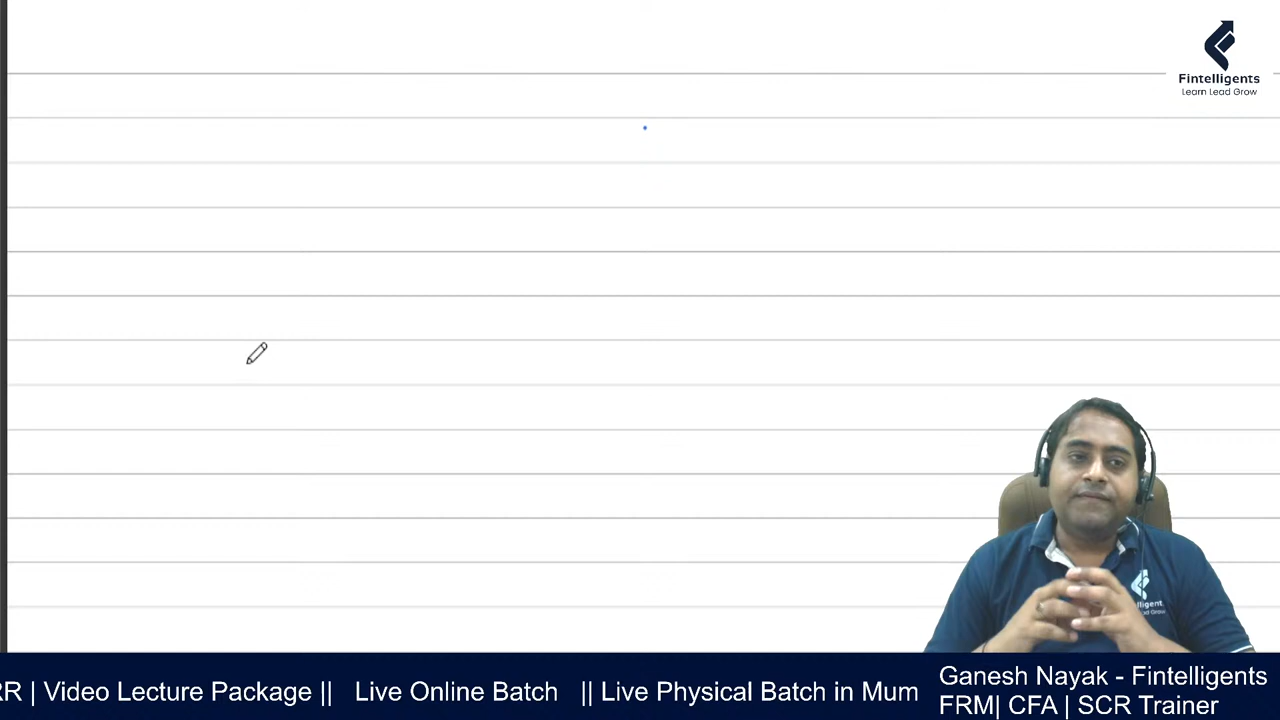 Fintelligents
Learn Lead Grow
lligent
RR | Video Lecture Package || Live Online Batch || Live Physical Batch in Mum
Ganesh Nayak - Fintelligents
FRM| CFA | SCR Trainer